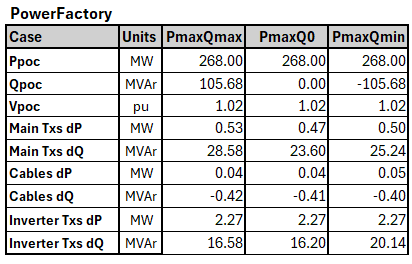 PowerFactory
Case Units PmaxQmax PmaxQ0 PmaxQmin
Ppoc MW 268.00 268.00 268.00
Qpoc MVAr 105.68 0.00 -105.68
Vpoc pu 1.02 1.02 1.02
Main Txs dP MW 0.53 0.47 0.50
Main Txs dQ MVAr 28.58 23.60 25.24
Cables dP MW 0.04 0.04 0.05
Cables dQ MVAr -0.42 -0.41 -0.40
Inverter Txs dP MW 2.27 2.27 2.27
Inverter Txs dQ MVAr 16.58 16.20 20.14